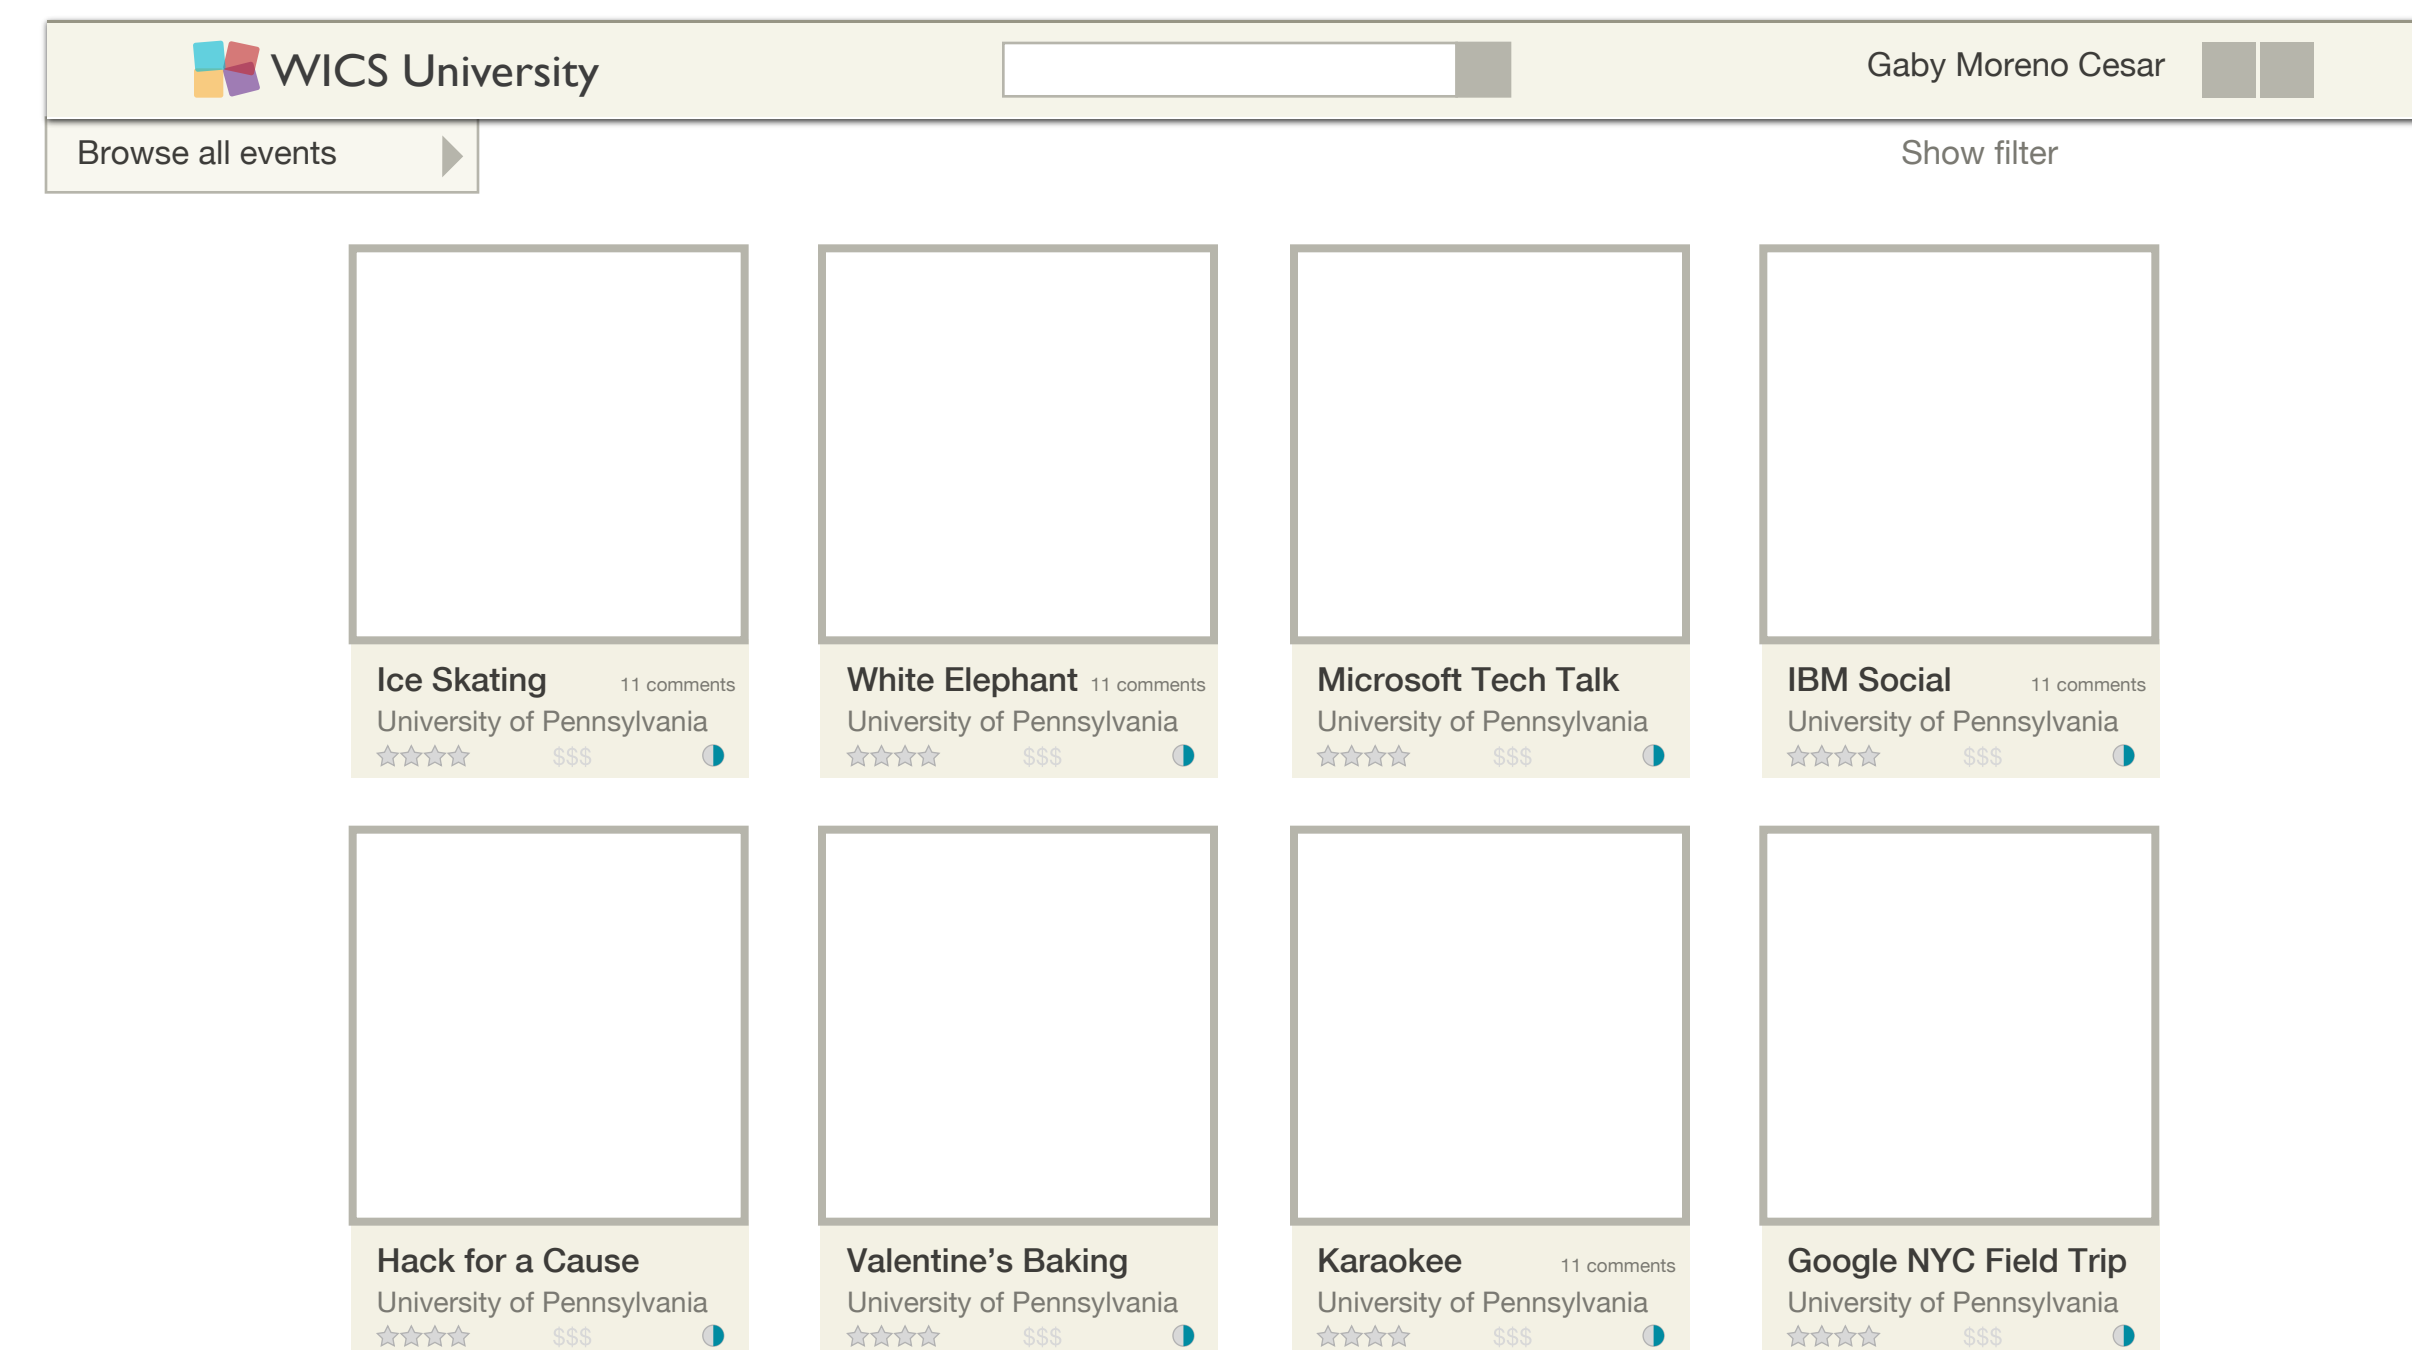 WICS University
Gaby Moreno Cesar
Browse all events
Show filter
Ice Skating 11 comments
University of Pennsylvania
$$$
White Elephant 11 comments
University of Pennsylvania
$$$
Microsoft Tech Talk
University of Pennsylvania
$$$
IBM Social 11 comments
University of Pennsylvania
$$$
Hack for a Cause
University of Pennsylvania
$$$
Valentine’s Baking
University of Pennsylvania
$$$
Karaokee 11 comments
University of Pennsylvania
$$$
Google NYC Field Trip
University of Pennsylvania
$$$